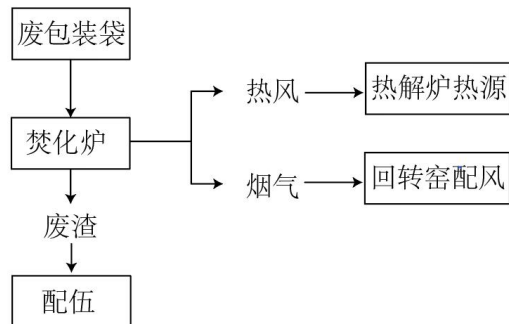 废包装袋
焚化炉
热风
热解炉热源
烟气
回转窑配风
废渣
配伍